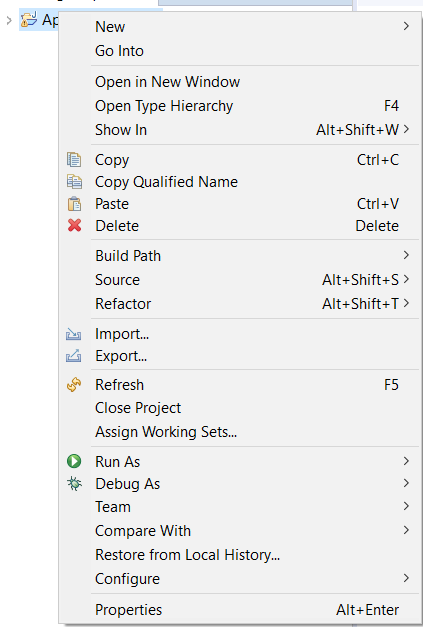 Ap
New
Go Into
Open in New Window
Open Type Hierarchy F4
Show In Alt+Shift+W
Copy Ctrl+C
Copy Qualified Name
Paste Ctrl+V
Delete Delete
Build Path
Source Alt+Shift+S
Refactor Alt+Shift+T
Import...
Export...
Refresh F5
Close Project
Assign Working Sets...
Run As
Debug As
Team
Compare With
Restore from Local History...
Configure
Properties Alt+Enter